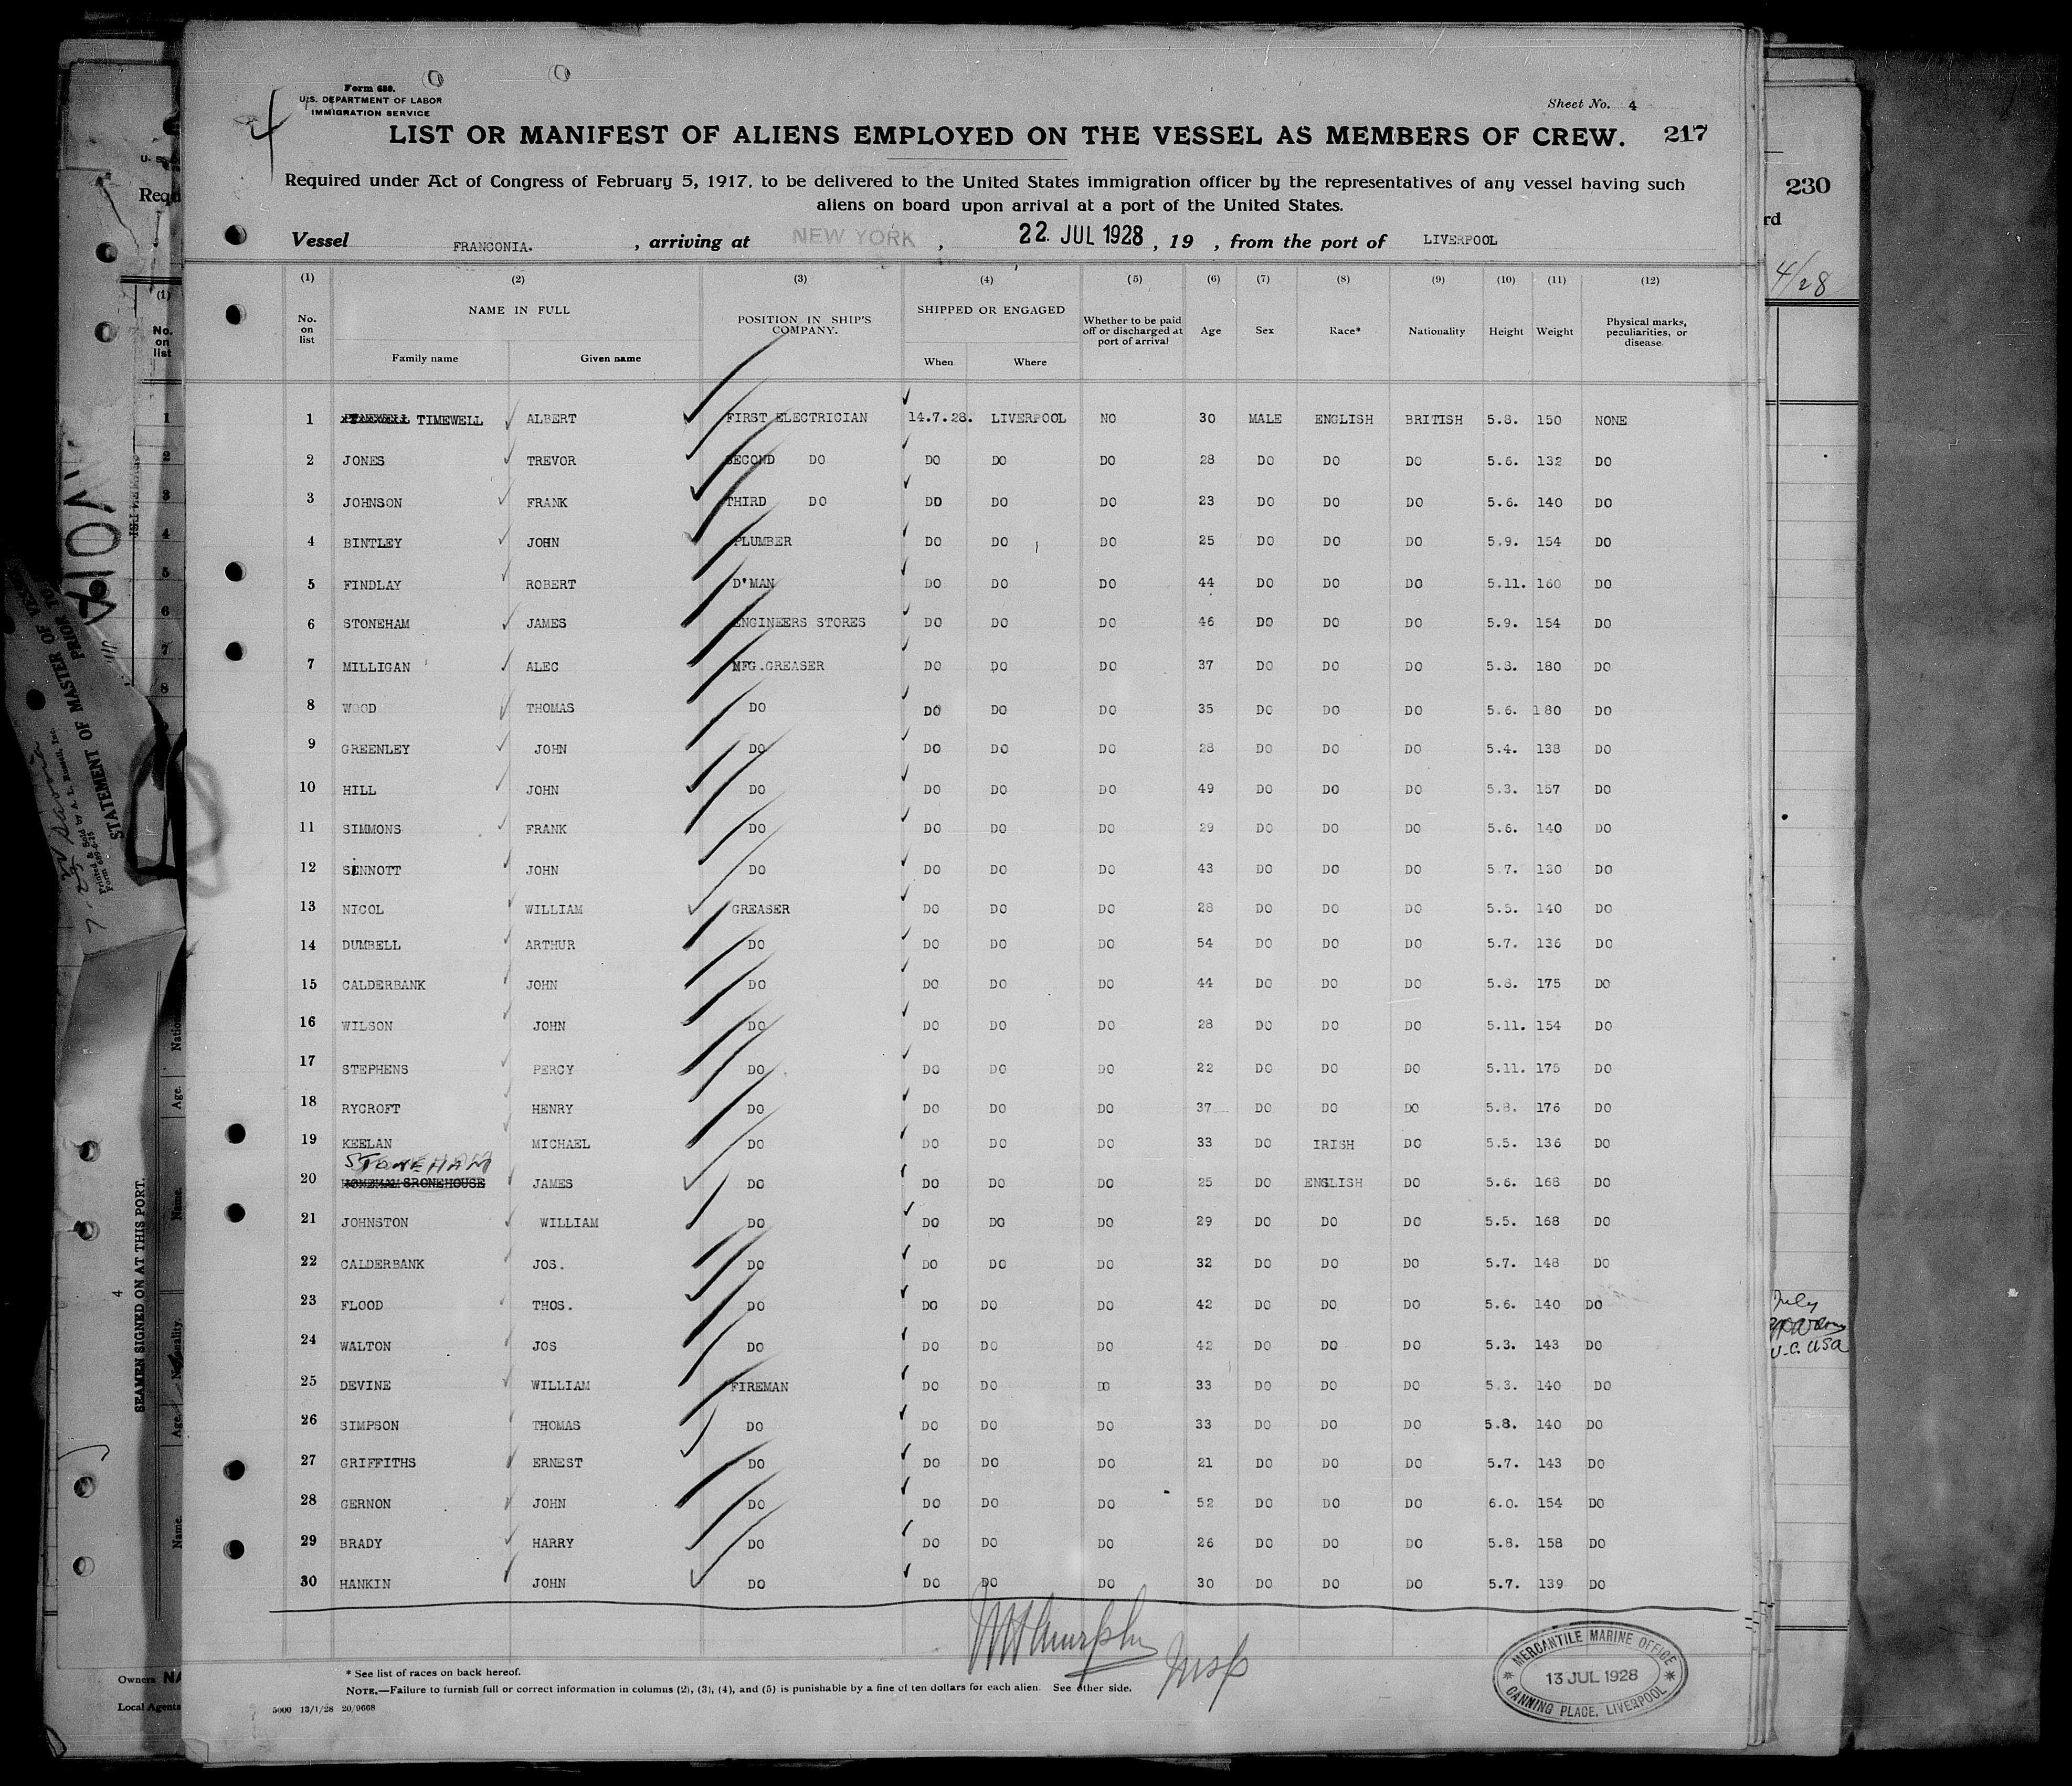 Form 689.
U.S. DEPARTMENT OF LABOR
IMMIGRATION SERVICE
4
Sheet No. 4
LIST OR MANIFEST OF ALIENS EMPLOYED ON THE VESSEL AS MEMBERS OF CREW. 217
Required under Act of Congress of February 5, 1917, to be delivered to the United States immigration officer by the representatives of any vessel having such
aliens on board upon arrival at a port of the United States.
Vessel FRANCONIA. , arriving at NEW YORK , 22 JUL 1928 , 19 , from the port of LIVERPOOL
(1) (2) (3) (4) (5) (6) (7) (8) (9) (10) (11) (12)
No. on list NAME IN FULL Family name Given name POSITION IN SHIP'S COMPANY. SHIPPED OR ENGAGED When Where Whether to be paid off or discharged at port of arrival Age Sex Race* Nationality Height Weight Physical marks, peculiarities, or disease.
1 TIMEWELL ALBERT FIRST ELECTRICIAN 14.7.28. LIVERPOOL NO 30 MALE ENGLISH BRITISH 5.8. 150 NONE
2 JONES TREVOR SECOND DO DO DO DO 28 DO DO DO 5.6. 132 DO
3 JOHNSON FRANK THIRD DO DO DO DO 23 DO DO DO 5.6. 140 DO
4 BINTLEY JOHN PLUMBER DO DO DO 25 DO DO DO 5.9. 154 DO
5 FINDLAY ROBERT D'MAN DO DO DO 44 DO DO DO 5.11. 160 DO
6 STONEHAM JAMES ENGINEERS STORES DO DO DO 46 DO DO DO 5.9. 154 DO
7 MILLIGAN ALEC MFG.GREASER DO DO DO 37 DO DO DO 5.8. 180 DO
8 WOOD THOMAS DO DO DO DO 35 DO DO DO 5.6. 180 DO
9 GREENLEY JOHN DO DO DO DO 28 DO DO DO 5.4. 138 DO
10 HILL JOHN DO DO DO DO 49 DO DO DO 5.3. 157 DO
11 SIMMONS FRANK DO DO DO DO 29 DO DO DO 5.6. 140 DO
12 SINNOTT JOHN DO DO DO DO 43 DO DO DO 5.7. 130 DO
13 NICOL WILLIAM GREASER DO DO DO 28 DO DO DO 5.5. 140 DO
14 DUMBELL ARTHUR DO DO DO DO 54 DO DO DO 5.7. 136 DO
15 CALDERBANK JOHN DO DO DO DO 44 DO DO DO 5.8. 175 DO
16 WILSON JOHN DO DO DO DO 28 DO DO DO 5.11. 154 DO
17 STEPHENS PERCY DO DO DO DO 22 DO DO DO 5.11. 175 DO
18 RYCROFT HENRY DO DO DO DO 37 DO DO DO 5.8. 176 DO
19 KEELAN MICHAEL DO DO DO DO 33 DO IRISH DO 5.5. 136 DO
STONEHAM
20 SRONEHOUSE JAMES DO DO DO DO 25 DO ENGLISH DO 5.6. 168 DO
21 JOHNSTON WILLIAM DO DO DO DO 29 DO DO DO 5.5. 168 DO
22 CALDERBANK JOS. DO DO DO DO 32 DO DO DO 5.7. 148 DO
23 FLOOD THOS. DO DO DO DO 42 DO DO DO 5.6. 140 DO
24 WALTON JOS DO DO DO DO 42 DO DO DO 5.3. 143 DO
25 DEVINE WILLIAM FIREMAN DO DO DO 33 DO DO DO 5.3. 140 DO
26 SIMPSON THOMAS DO DO DO DO 33 DO DO DO 5.8. 140 DO
27 GRIFFITHS ERNEST DO DO DO DO 21 DO DO DO 5.7. 143 DO
28 GERNON JOHN DO DO DO DO 52 DO DO DO 6.0. 154 DO
29 BRADY HARRY DO DO DO DO 26 DO DO DO 5.8. 158 DO
30 HANKIN JOHN DO DO DO DO 30 DO DO DO 5.7. 139 DO
Murphy Insp
* See list of races on back hereof.
NOTE.—Failure to furnish full or correct information in columns (2), (3), (4), and (5) is punishable by a fine of ten dollars for each alien. See other side.
5000 13/1/28 20/9668
MERCANTILE MARINE OFFICE
13 JUL 1928
CANNING PLACE, LIVERPOOL
230
4/28
July
U.S.A
STATEMENT OF MASTER OF VESSEL
PRIOR TO
SEAMEN SIGNED ON AT THIS PORT.
4
Name. Age. Nationality. Name. Age. Nation
Owners
Local Agents